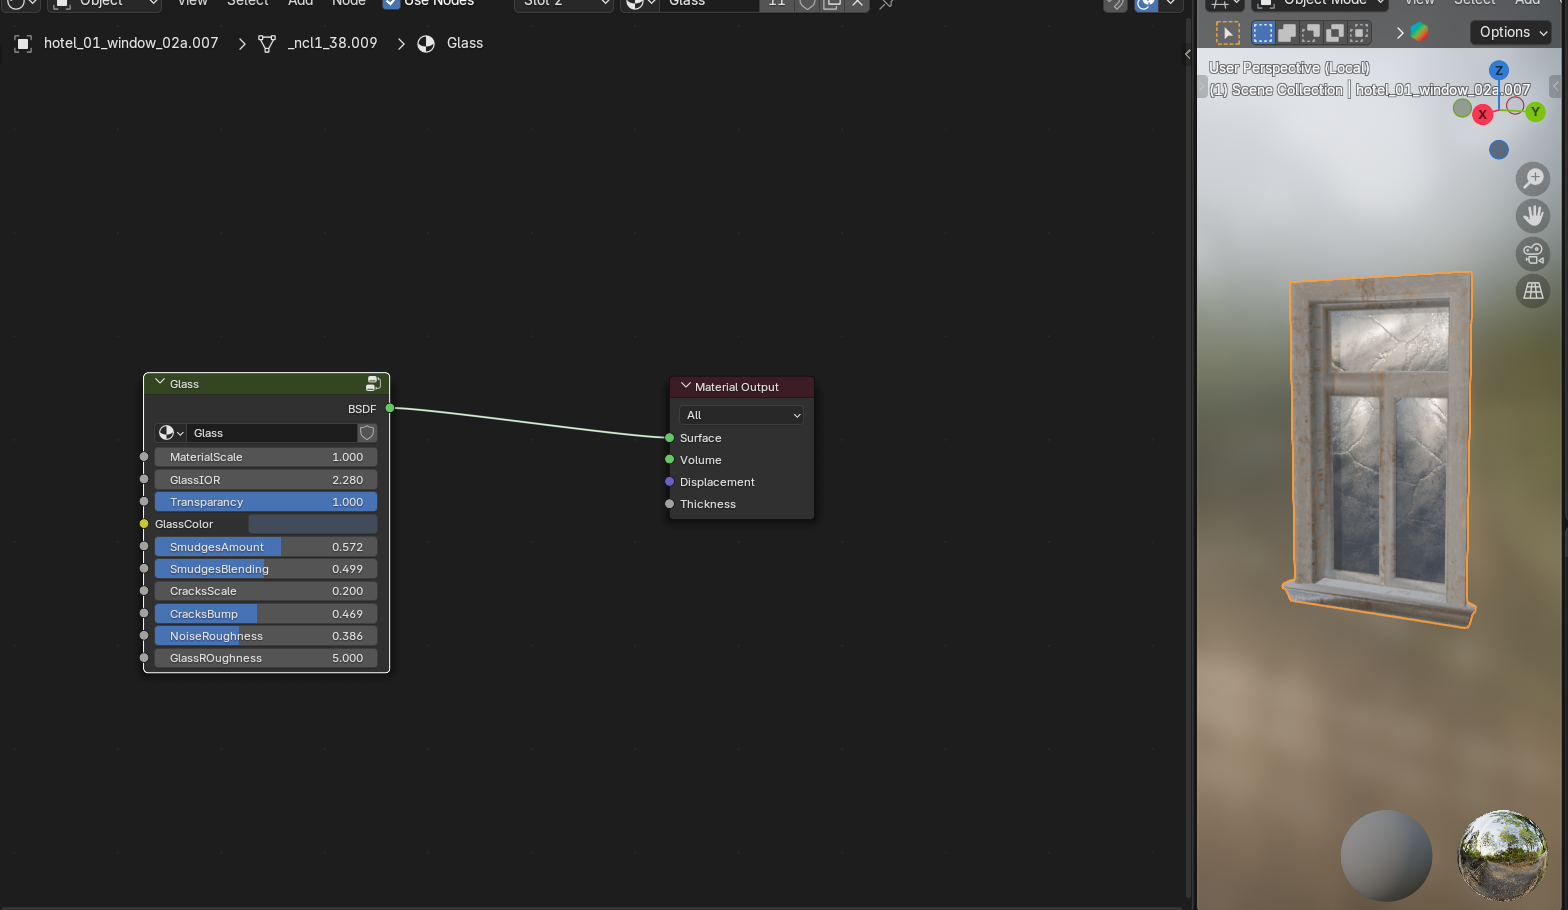 Object
View
Select
Add
Node
Use Nodes
Slot 2
Glass
11
Object Mode
View
Select
Add
hotel_01_window_02a.007
_ncl1_38.009
Glass
Options
User Perspective (Local)
(1) Scene Collection | hotel_01_window_02a.007
Z
X
Y
Glass
BSDF
Glass
MaterialScale 1.000
GlassIOR 2.280
Transparancy 1.000
GlassColor
SmudgesAmount 0.572
SmudgesBlending 0.499
CracksScale 0.200
CracksBump 0.469
NoiseRoughness 0.386
GlassROughness 5.000
Material Output
All
Surface
Volume
Displacement
Thickness